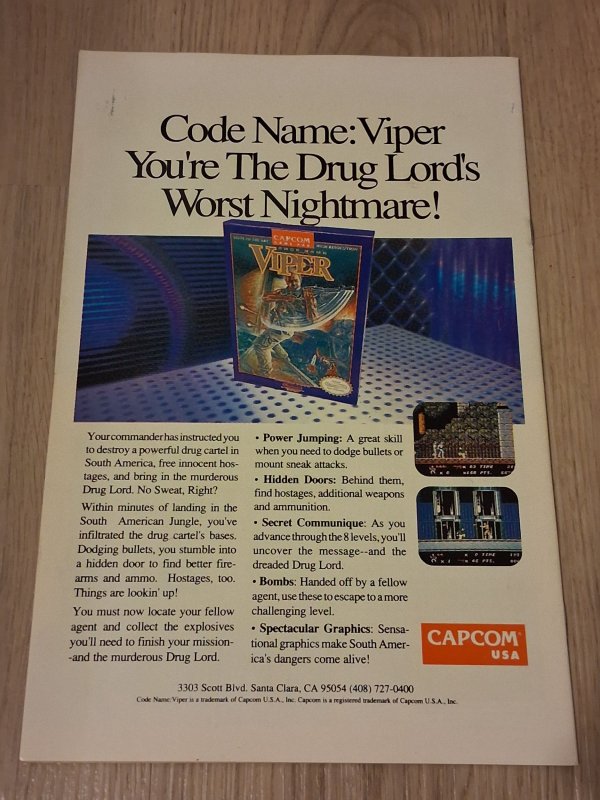 Code Name: Viper
You're The Drug Lord's
Worst Nightmare!
CAPCOM
VIPER
Your commander has instructed you
to destroy a powerful drug cartel in
South America, free innocent hos-
tages, and bring in the murderous
Drug Lord. No Sweat, Right?
Within minutes of landing in the
South American Jungle, you've
infiltrated the drug cartel's bases.
Dodging bullets, you stumble into
a hidden door to find better fire-
arms and ammo. Hostages, too.
Things are lookin' up!
You must now locate your fellow
agent and collect the explosives
you'll need to finish your mission-
-and the murderous Drug Lord.
• Power Jumping: A great skill
when you need to dodge bullets or
mount sneak attacks.
• Hidden Doors: Behind them,
find hostages, additional weapons
and ammunition.
• Secret Communique: As you
advance through the 8 levels, you'll
uncover the message--and the
dreaded Drug Lord.
• Bombs: Handed off by a fellow
agent, use these to escape to a more
challenging level.
• Spectacular Graphics: Sensa-
tional graphics make South Amer-
ica's dangers come alive!
TIME
PTS.
TIME
PTS.
CAPCOM
USA
3303 Scott Blvd. Santa Clara, CA 95054 (408) 727-0400
Code Name: Viper is a trademark of Capcom U.S.A., Inc. Capcom is a registered trademark of Capcom U.S.A., Inc.